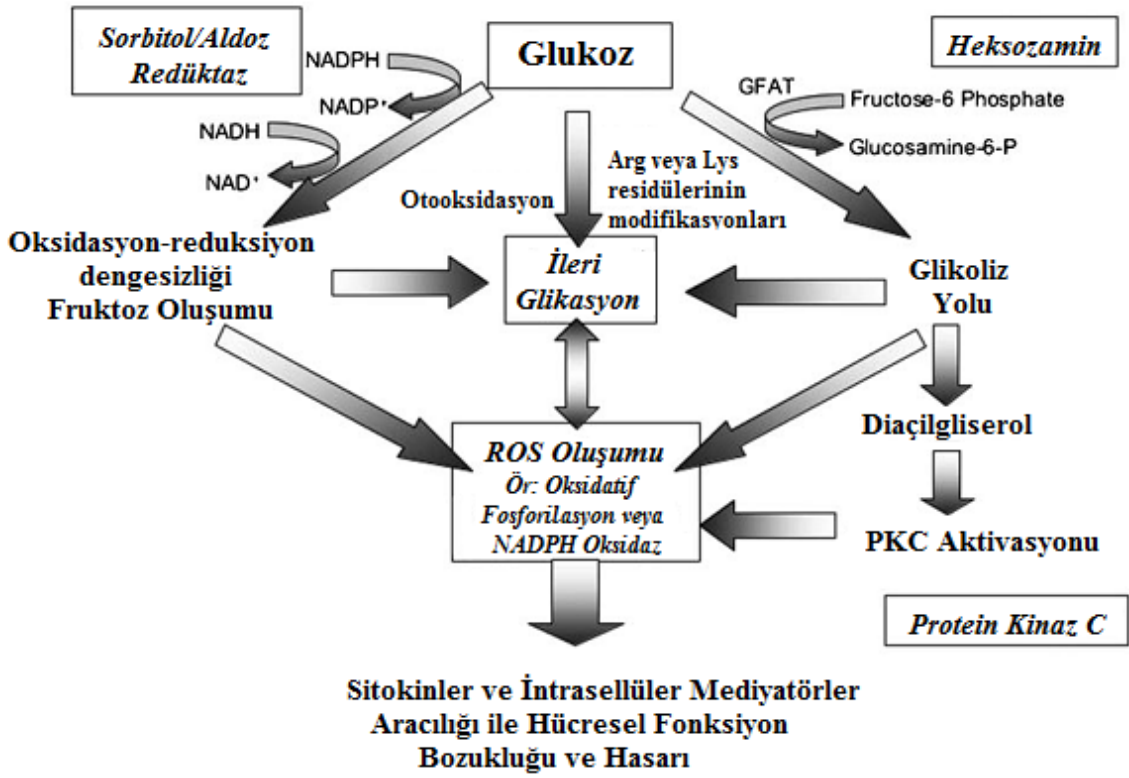 Sorbitol/Aldoz
Redüktaz
Glukoz
Heksozamin
NADPH
NADP⁺
NADH
NAD⁺
GFAT
Fructose-6 Phosphate
Glucosamine-6-P
Otooksidasyon
Arg veya Lys
residülerinin
modifikasyonları
Oksidasyon-reduksiyon
dengesizliği
Fruktoz Oluşumu
İleri
Glikasyon
Glikoliz
Yolu
Diaçilgliserol
ROS Oluşumu
Ör: Oksidatif
Fosforilasyon veya
NADPH Oksidaz
PKC Aktivasyonu
Protein Kinaz C
Sitokinler ve İntrasellüler Mediyatörler
Aracılığı ile Hücresel Fonksiyon
Bozukluğu ve Hasarı